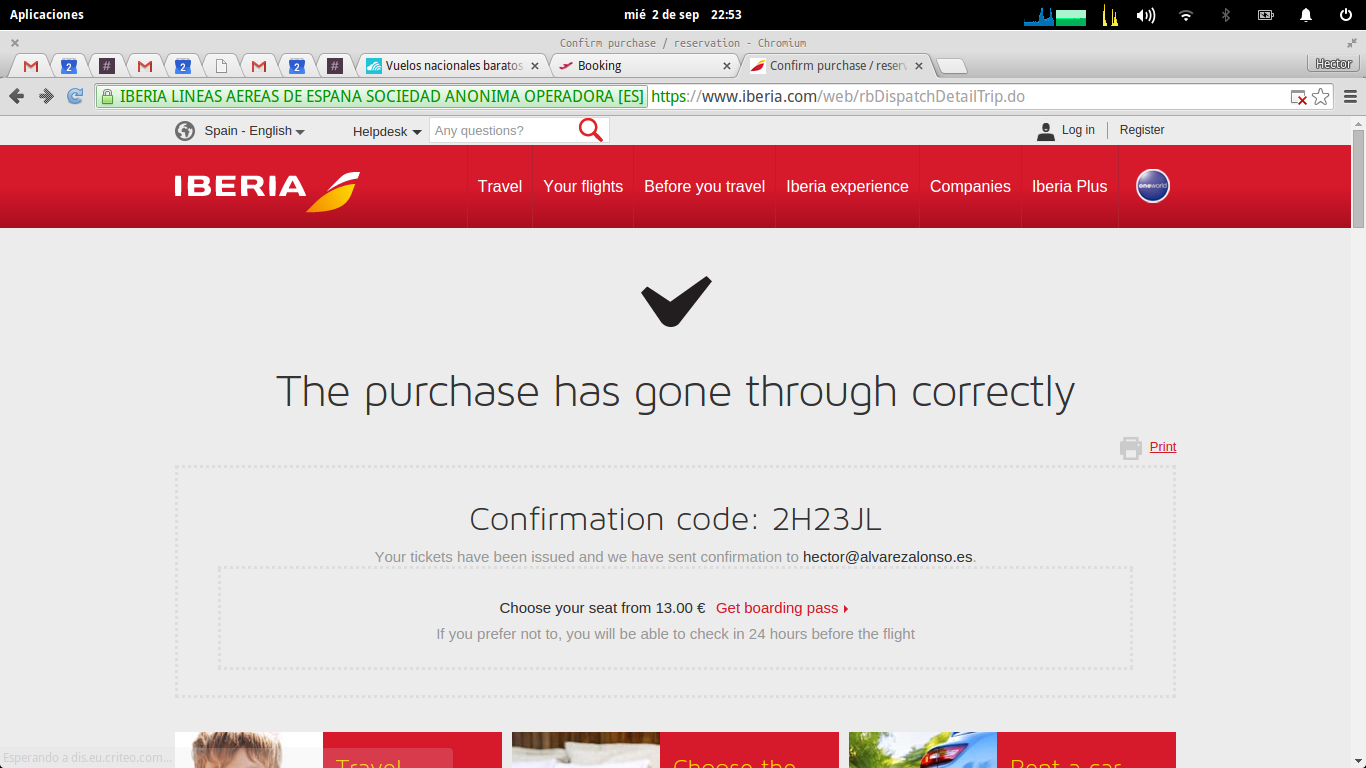 Aplicaciones
mié 2 de sep 22:53
Confirm purchase / reservation - Chromium
2
#
2
2
#
Vuelos nacionales baratos
Booking
Confirm purchase / reserv
Hector
IBERIA LINEAS AEREAS DE ESPANA SOCIEDAD ANONIMA OPERADORA [ES] https://www.iberia.com/web/rbDispatchDetailTrip.do
Spain - English
Helpdesk
Any questions?
Log in
Register
IBERIA
Travel
Your flights
Before you travel
Iberia experience
Companies
Iberia Plus
oneworld
The purchase has gone through correctly
Print
Confirmation code: 2H23JL
Your tickets have been issued and we have sent confirmation to hector@alvarezalonso.es.
Choose your seat from 13.00 € Get boarding pass
If you prefer not to, you will be able to check in 24 hours before the flight
Travel
Choose the
Rent a car
Esperando a dis.eu.criteo.com...